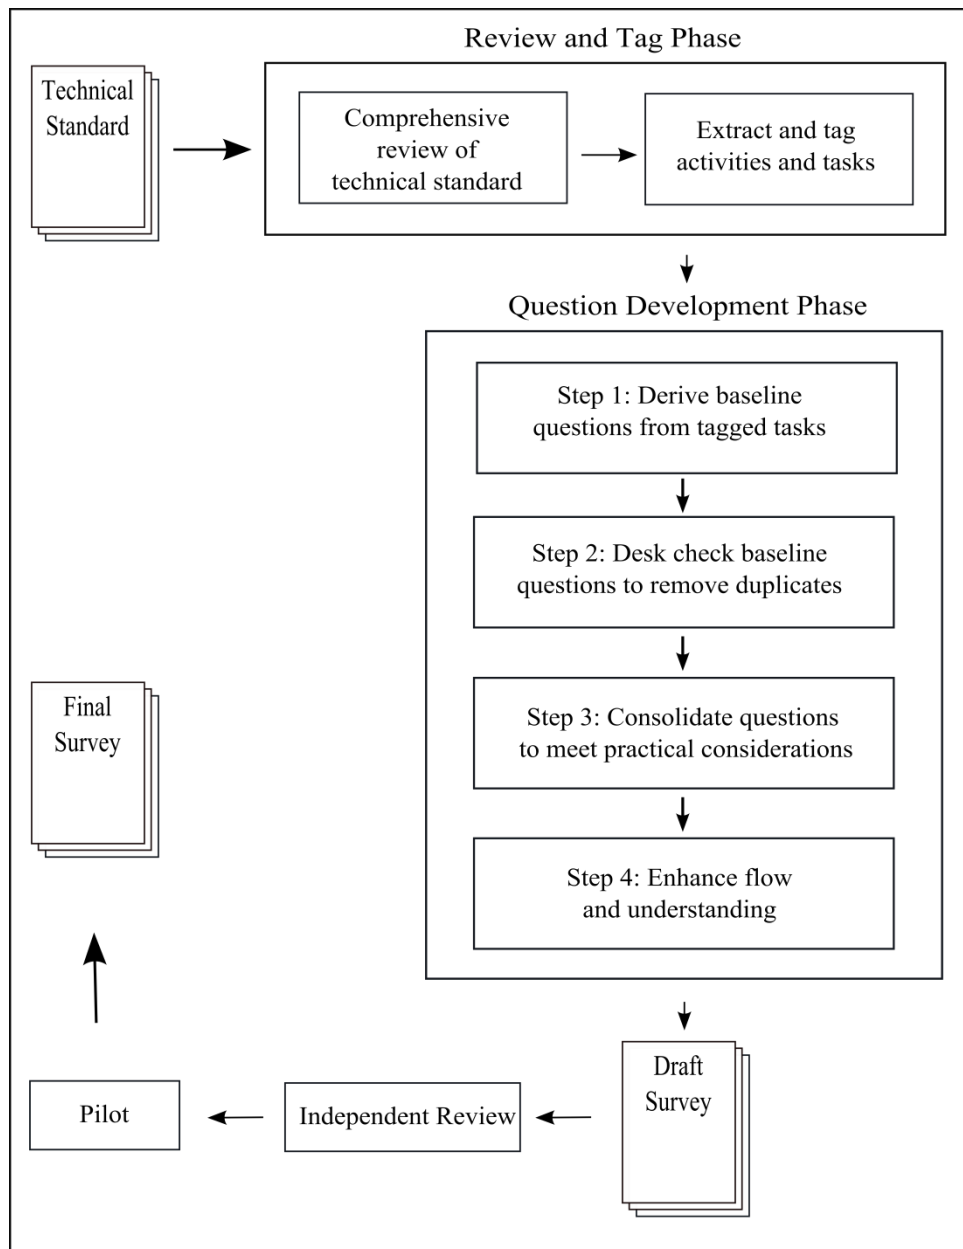 Review and Tag Phase
Technical
Standard
Comprehensive
review of
technical standard
Extract and tag
activities and tasks
Question Development Phase
Step 1: Derive baseline
questions from tagged tasks
Step 2: Desk check baseline
questions to remove duplicates
Step 3: Consolidate questions
to meet practical considerations
Step 4: Enhance flow
and understanding
Draft
Survey
Independent Review
Pilot
Final
Survey